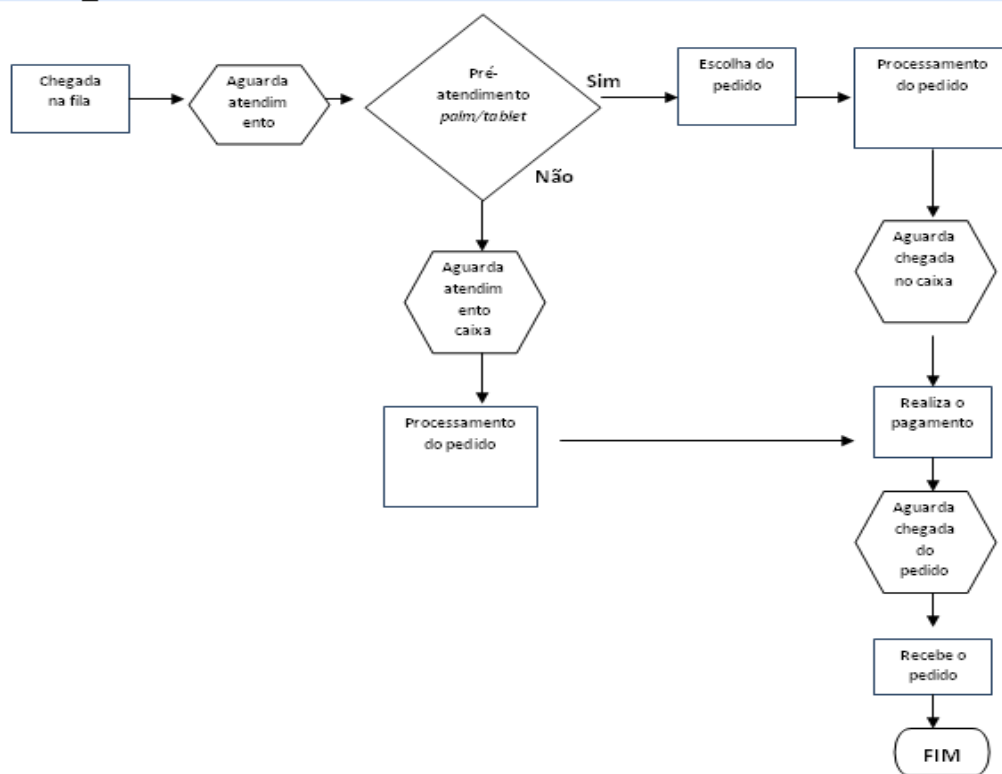 Chegada
na fila
Aguarda
atendim
ento
Pré-
atendimento
palm/tablet
Sim
Escolha do
pedido
Processamento
do pedido
Não
Aguarda
atendim
ento
caixa
Aguarda
chegada
no caixa
Processamento
do pedido
Realiza o
pagamento
Aguarda
chegada
do
pedido
Recebe o
pedido
FIM